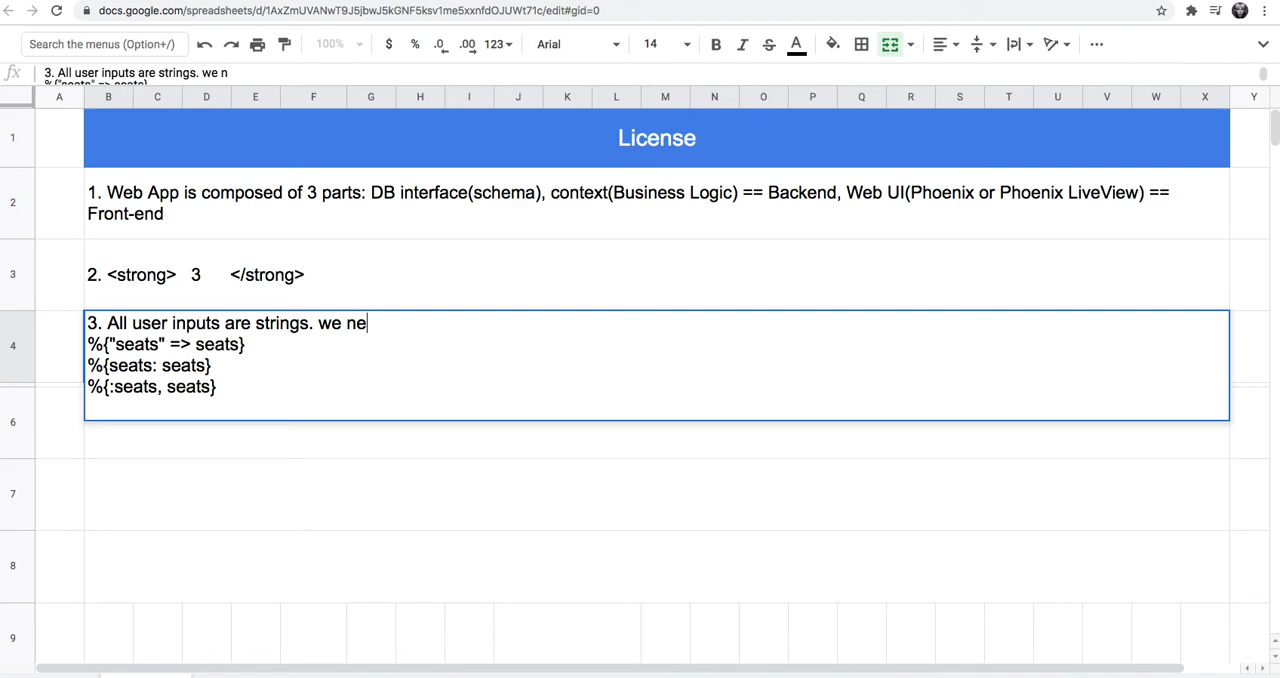 docs.google.com/spreadsheets/d/1AxZmUVANwT9J5jbwJ5kGNF5ksv1me5xxnfdOJUWt71c/edit#gid=0
Search the menus (Option+/) 100% $ % .0 .00 123 Arial 14 B I S A
fx 3. All user inputs are strings. we n
%{"seats" => seats}
A B C D E F G H I J K L M N O P Q R S T U V W X Y
1 License
2 1. Web App is composed of 3 parts: DB interface(schema), context(Business Logic) == Backend, Web UI(Phoenix or Phoenix LiveView) ==
Front-end
3 2. <strong> 3 </strong>
3. All user inputs are strings. we ne
4 %{"seats" => seats}
%{seats: seats}
%{:seats, seats}
6
7
8
9